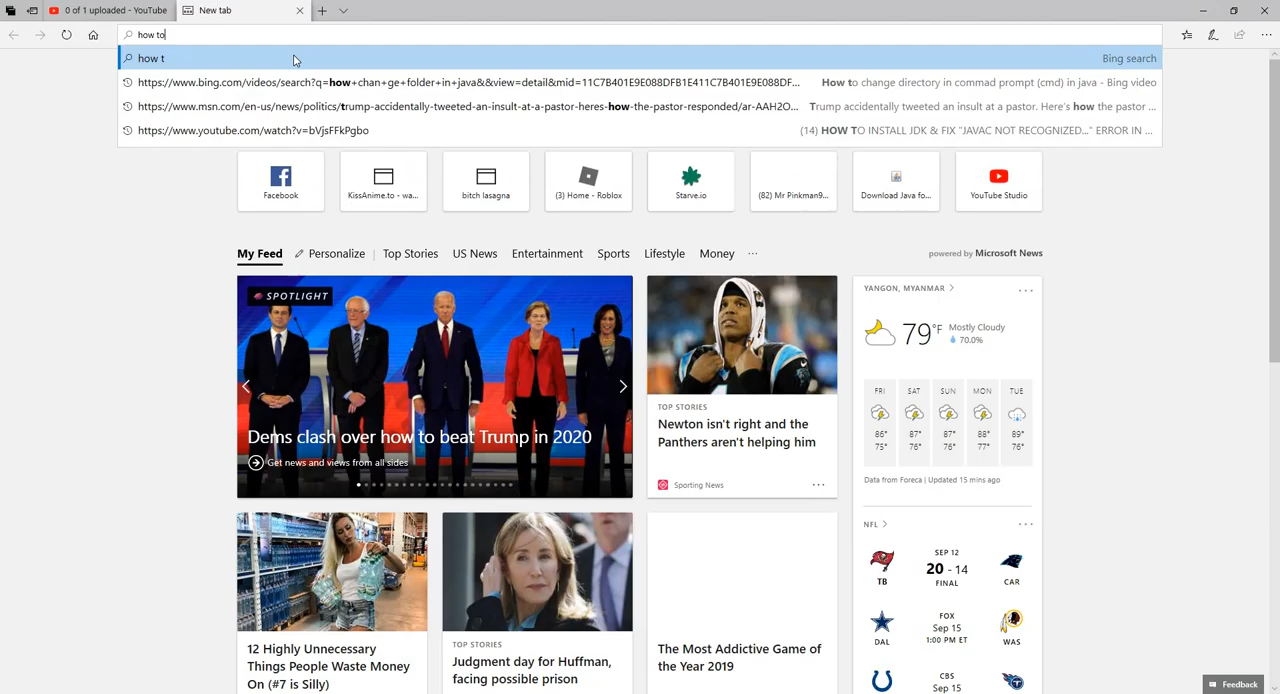 0 of 1 uploaded - YouTube
New tab
how to
how t
Bing search
https://www.bing.com/videos/search?q=how+chan+ge+folder+in+java&&view=detail&mid=11C7B401E9E088DFB1E411C7B401E9E088DF...
How to change directory in commad prompt (cmd) in java - Bing video
https://www.msn.com/en-us/news/politics/trump-accidentally-tweeted-an-insult-at-a-pastor-heres-how-the-pastor-responded/ar-AAH2O...
Trump accidentally tweeted an insult at a pastor. Here's how the pastor ...
https://www.youtube.com/watch?v=bVjsFFkPgbo
(14) HOW TO INSTALL JDK & FIX "JAVAC NOT RECOGNIZED..." ERROR IN ...
Facebook
KissAnime.to - wa...
bitch lasagna
(3) Home - Roblox
Starve.io
(82) Mr Pinkman9...
Download Java fo...
YouTube Studio
My Feed
Personalize
Top Stories
US News
Entertainment
Sports
Lifestyle
Money
...
powered by Microsoft News
SPOTLIGHT
Dems clash over how to beat Trump in 2020
Get news and views from all sides
TOP STORIES
Newton isn't right and the
Panthers aren't helping him
Sporting News
YANGON, MYANMAR
79°F
Mostly Cloudy
70.0%
FRI SAT SUN MON TUE
86° 87° 87° 88° 89°
75° 76° 76° 77° 76°
Data from Foreca | Updated 15 mins ago
NFL
SEP 12
20 - 14
FINAL
TB
CAR
FOX
Sep 15
1:00 PM ET
DAL
WAS
CBS
Sep 15
12 Highly Unnecessary
Things People Waste Money
On (#7 is Silly)
TOP STORIES
Judgment day for Huffman,
facing possible prison
The Most Addictive Game of
the Year 2019
Feedback